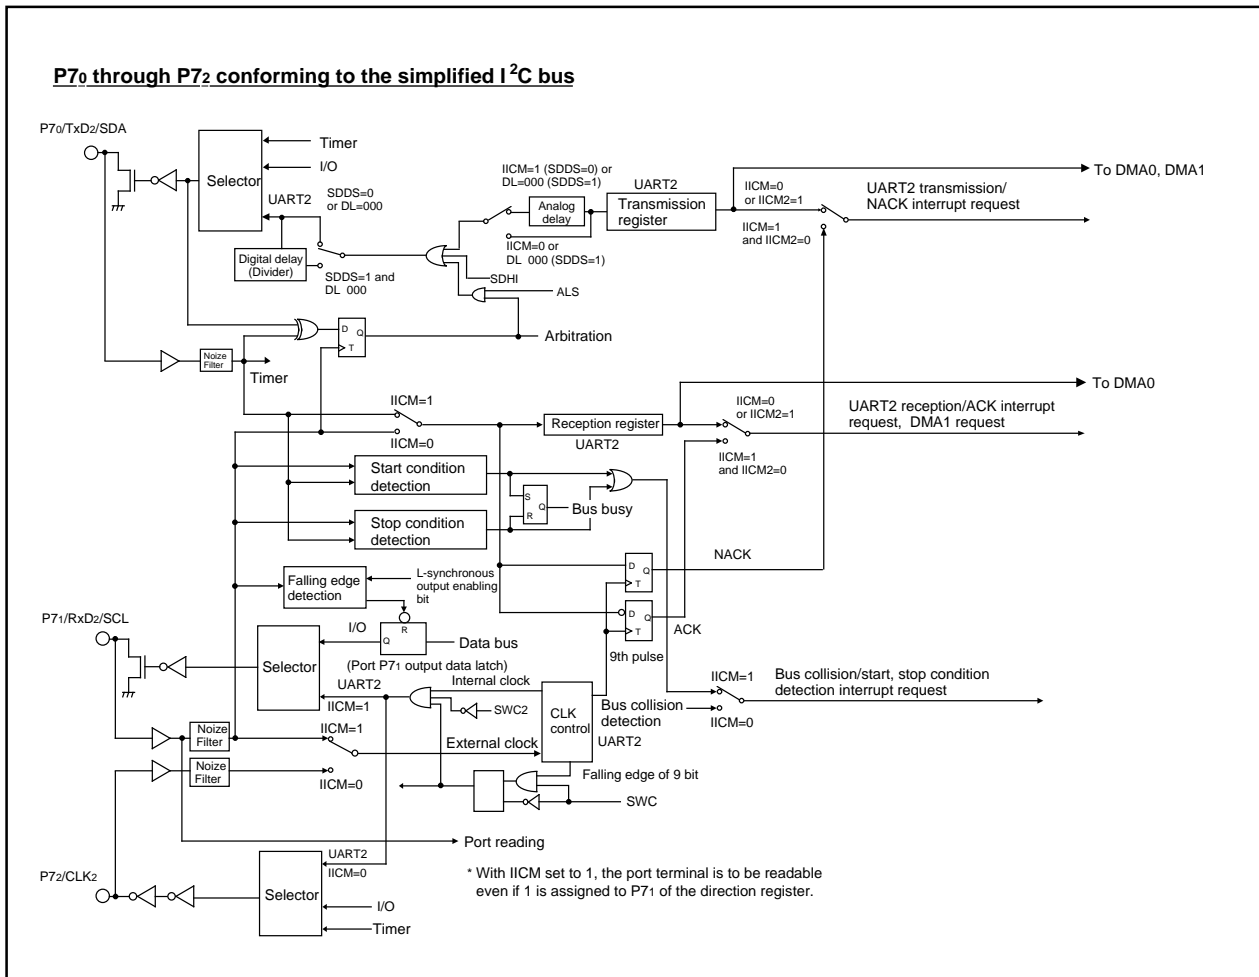 P70 through P72 conforming to the simplified I2C bus
P70/TxD2/SDA
Selector
Timer
I/O
UART2
SDDS=0
or DL=000
Digital delay
(Divider)
SDDS=1 and
DL 000
IICM=1 (SDDS=0) or
DL=000 (SDDS=1)
Analog
delay
IICM=0 or
DL 000 (SDDS=1)
SDHI
ALS
UART2
Transmission
register
IICM=0
or IICM2=1
IICM=1
and IICM2=0
To DMA0, DMA1
UART2 transmission/
NACK interrupt request
D
Q
T
Arbitration
Noize
Filter
Timer
To DMA0
IICM=1
IICM=0
Reception register
UART2
IICM=0
or IICM2=1
IICM=1
and IICM2=0
UART2 reception/ACK interrupt
request, DMA1 request
Start condition
detection
S
R
Q
Bus busy
Stop condition
detection
NACK
D
Q
T
Falling edge
detection
L-synchronous
output enabling
bit
D
Q
T
ACK
9th pulse
P71/RxD2/SCL
Selector
I/O
R
Q
Data bus
(Port P71 output data latch)
UART2
IICM=1
Internal clock
SWC2
CLK
control
UART2
Bus collision
detection
IICM=1
IICM=0
Bus collision/start, stop condition
detection interrupt request
Noize
Filter
IICM=1
External clock
Noize
Filter
IICM=0
Falling edge of 9 bit
SWC
Port reading
P72/CLK2
Selector
UART2
IICM=0
I/O
Timer
* With IICM set to 1, the port terminal is to be readable
even if 1 is assigned to P71 of the direction register.